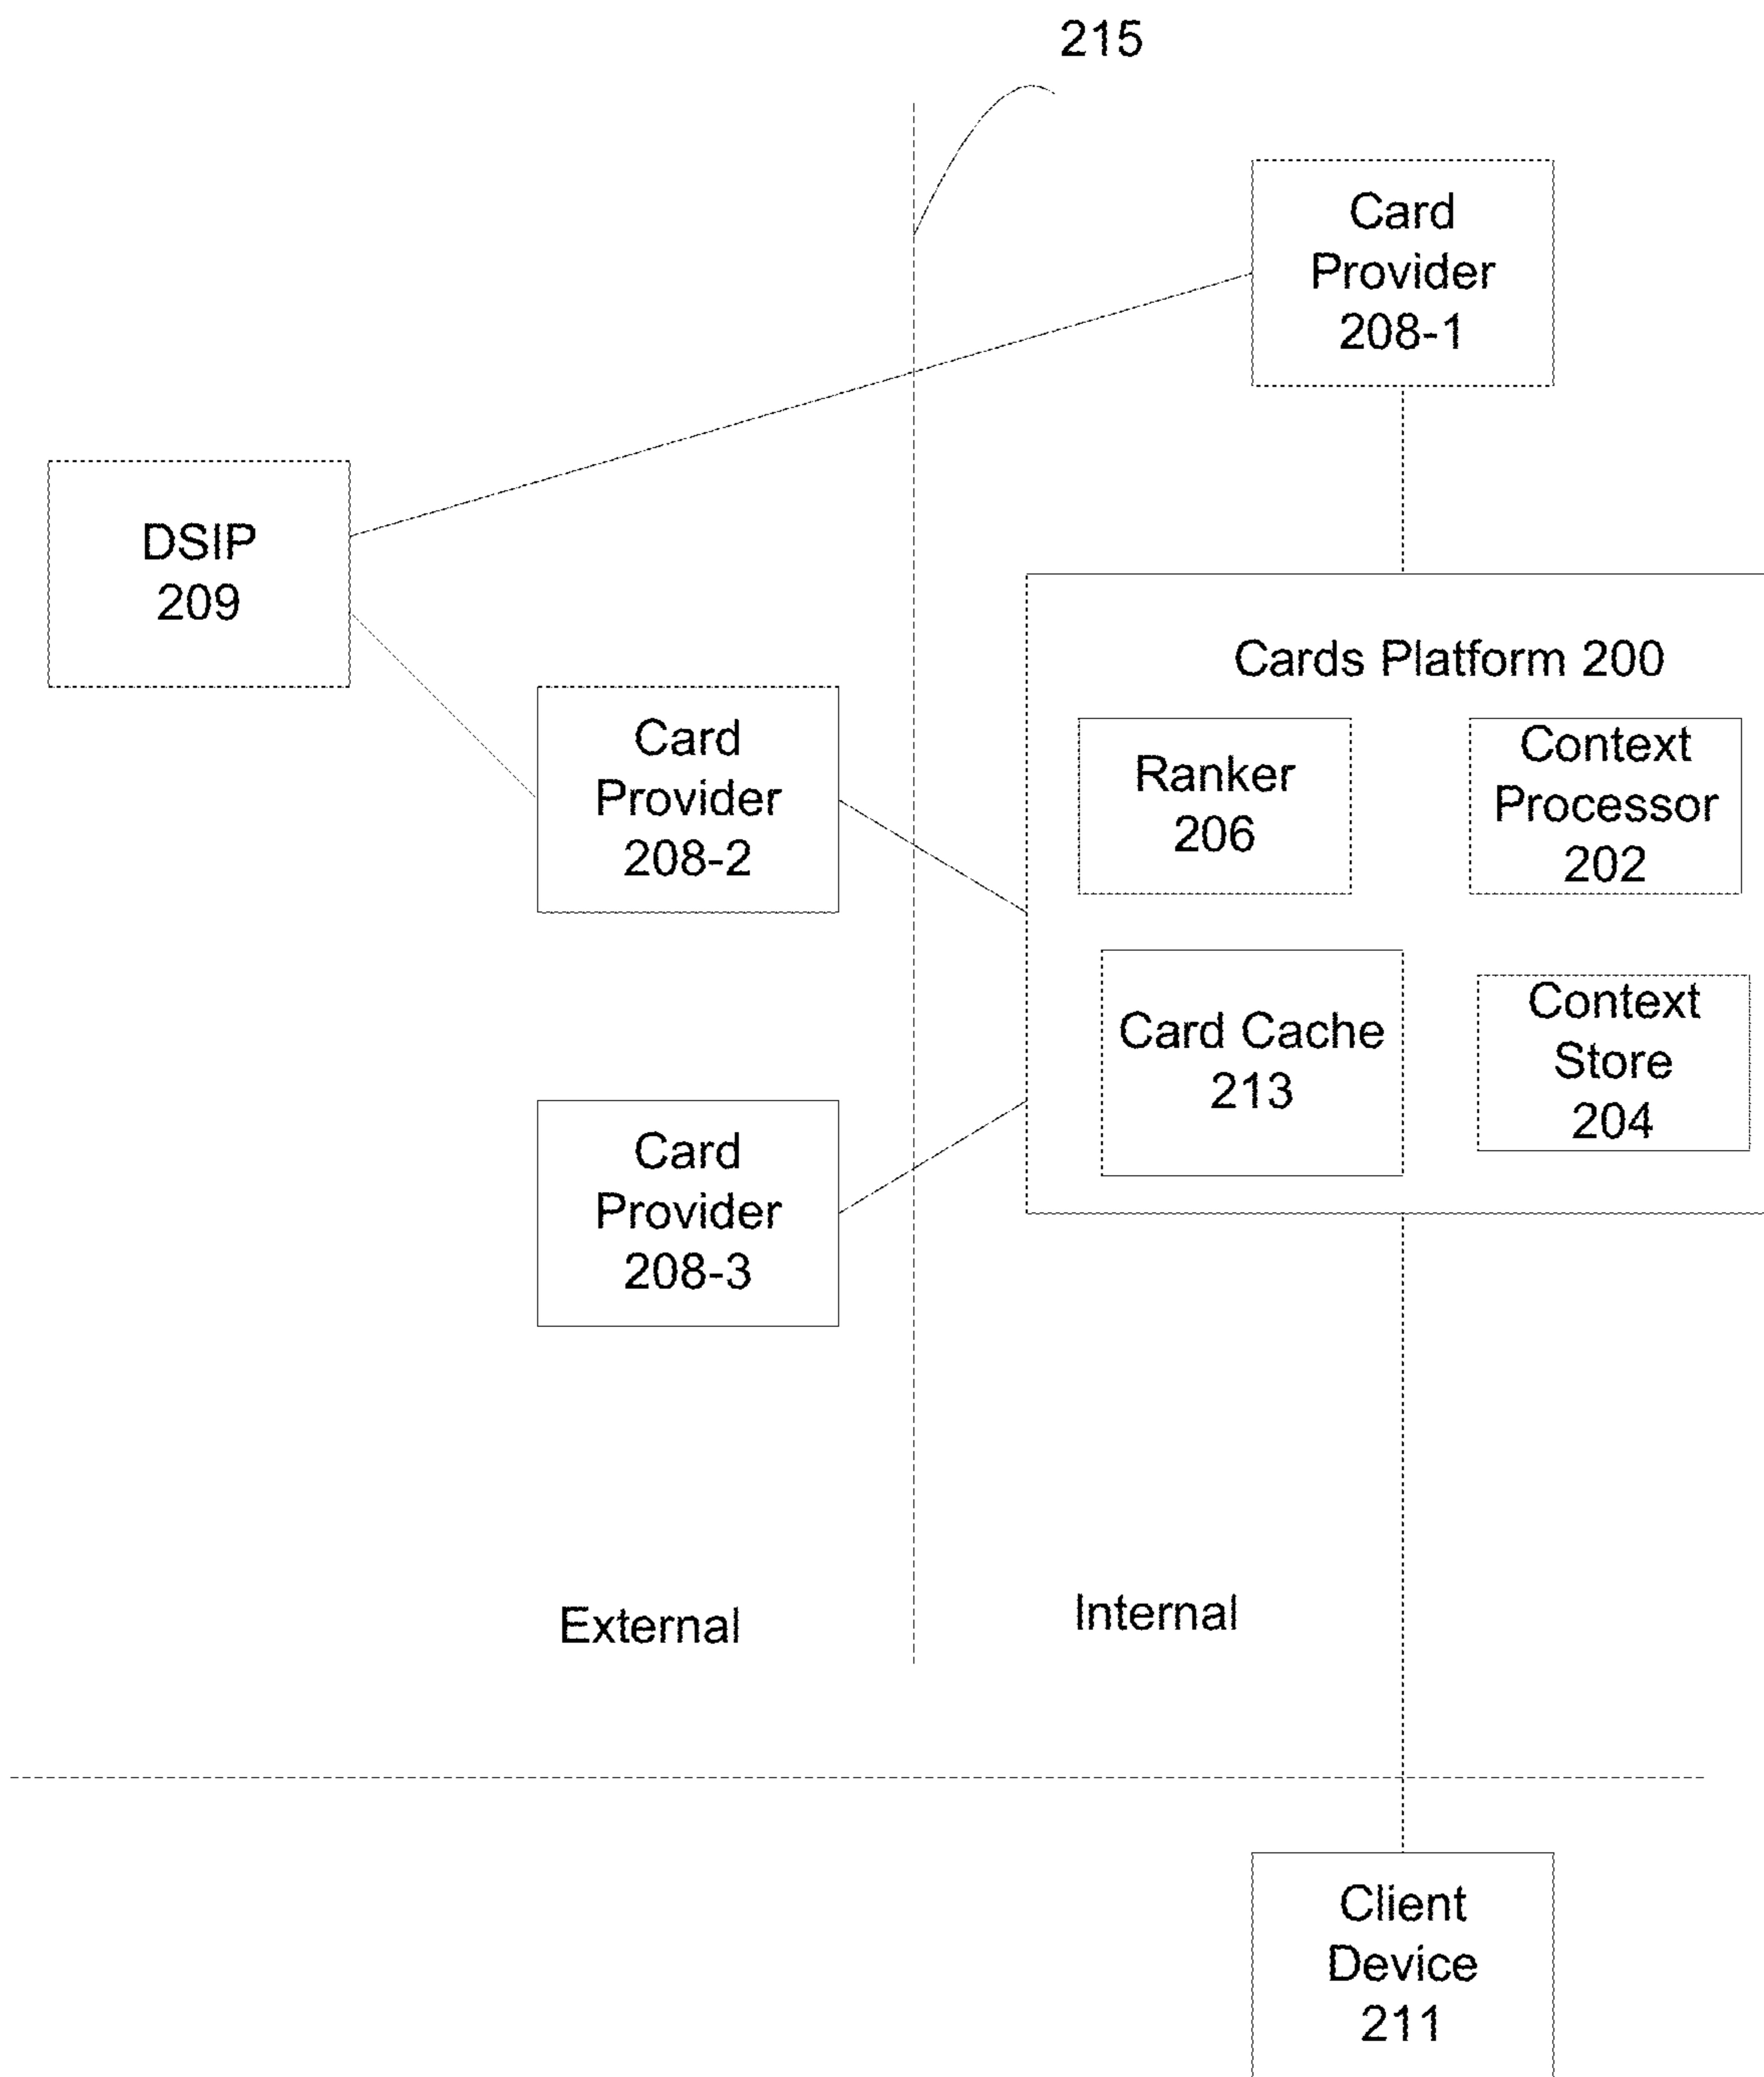 215
Card
Provider
208-1
DSIP
209
Card
Provider
208-2
Cards Platform 200
Ranker
206
Context
Processor
202
Card Cache
213
Context
Store
204
Card
Provider
208-3
External
Internal
Client
Device
211